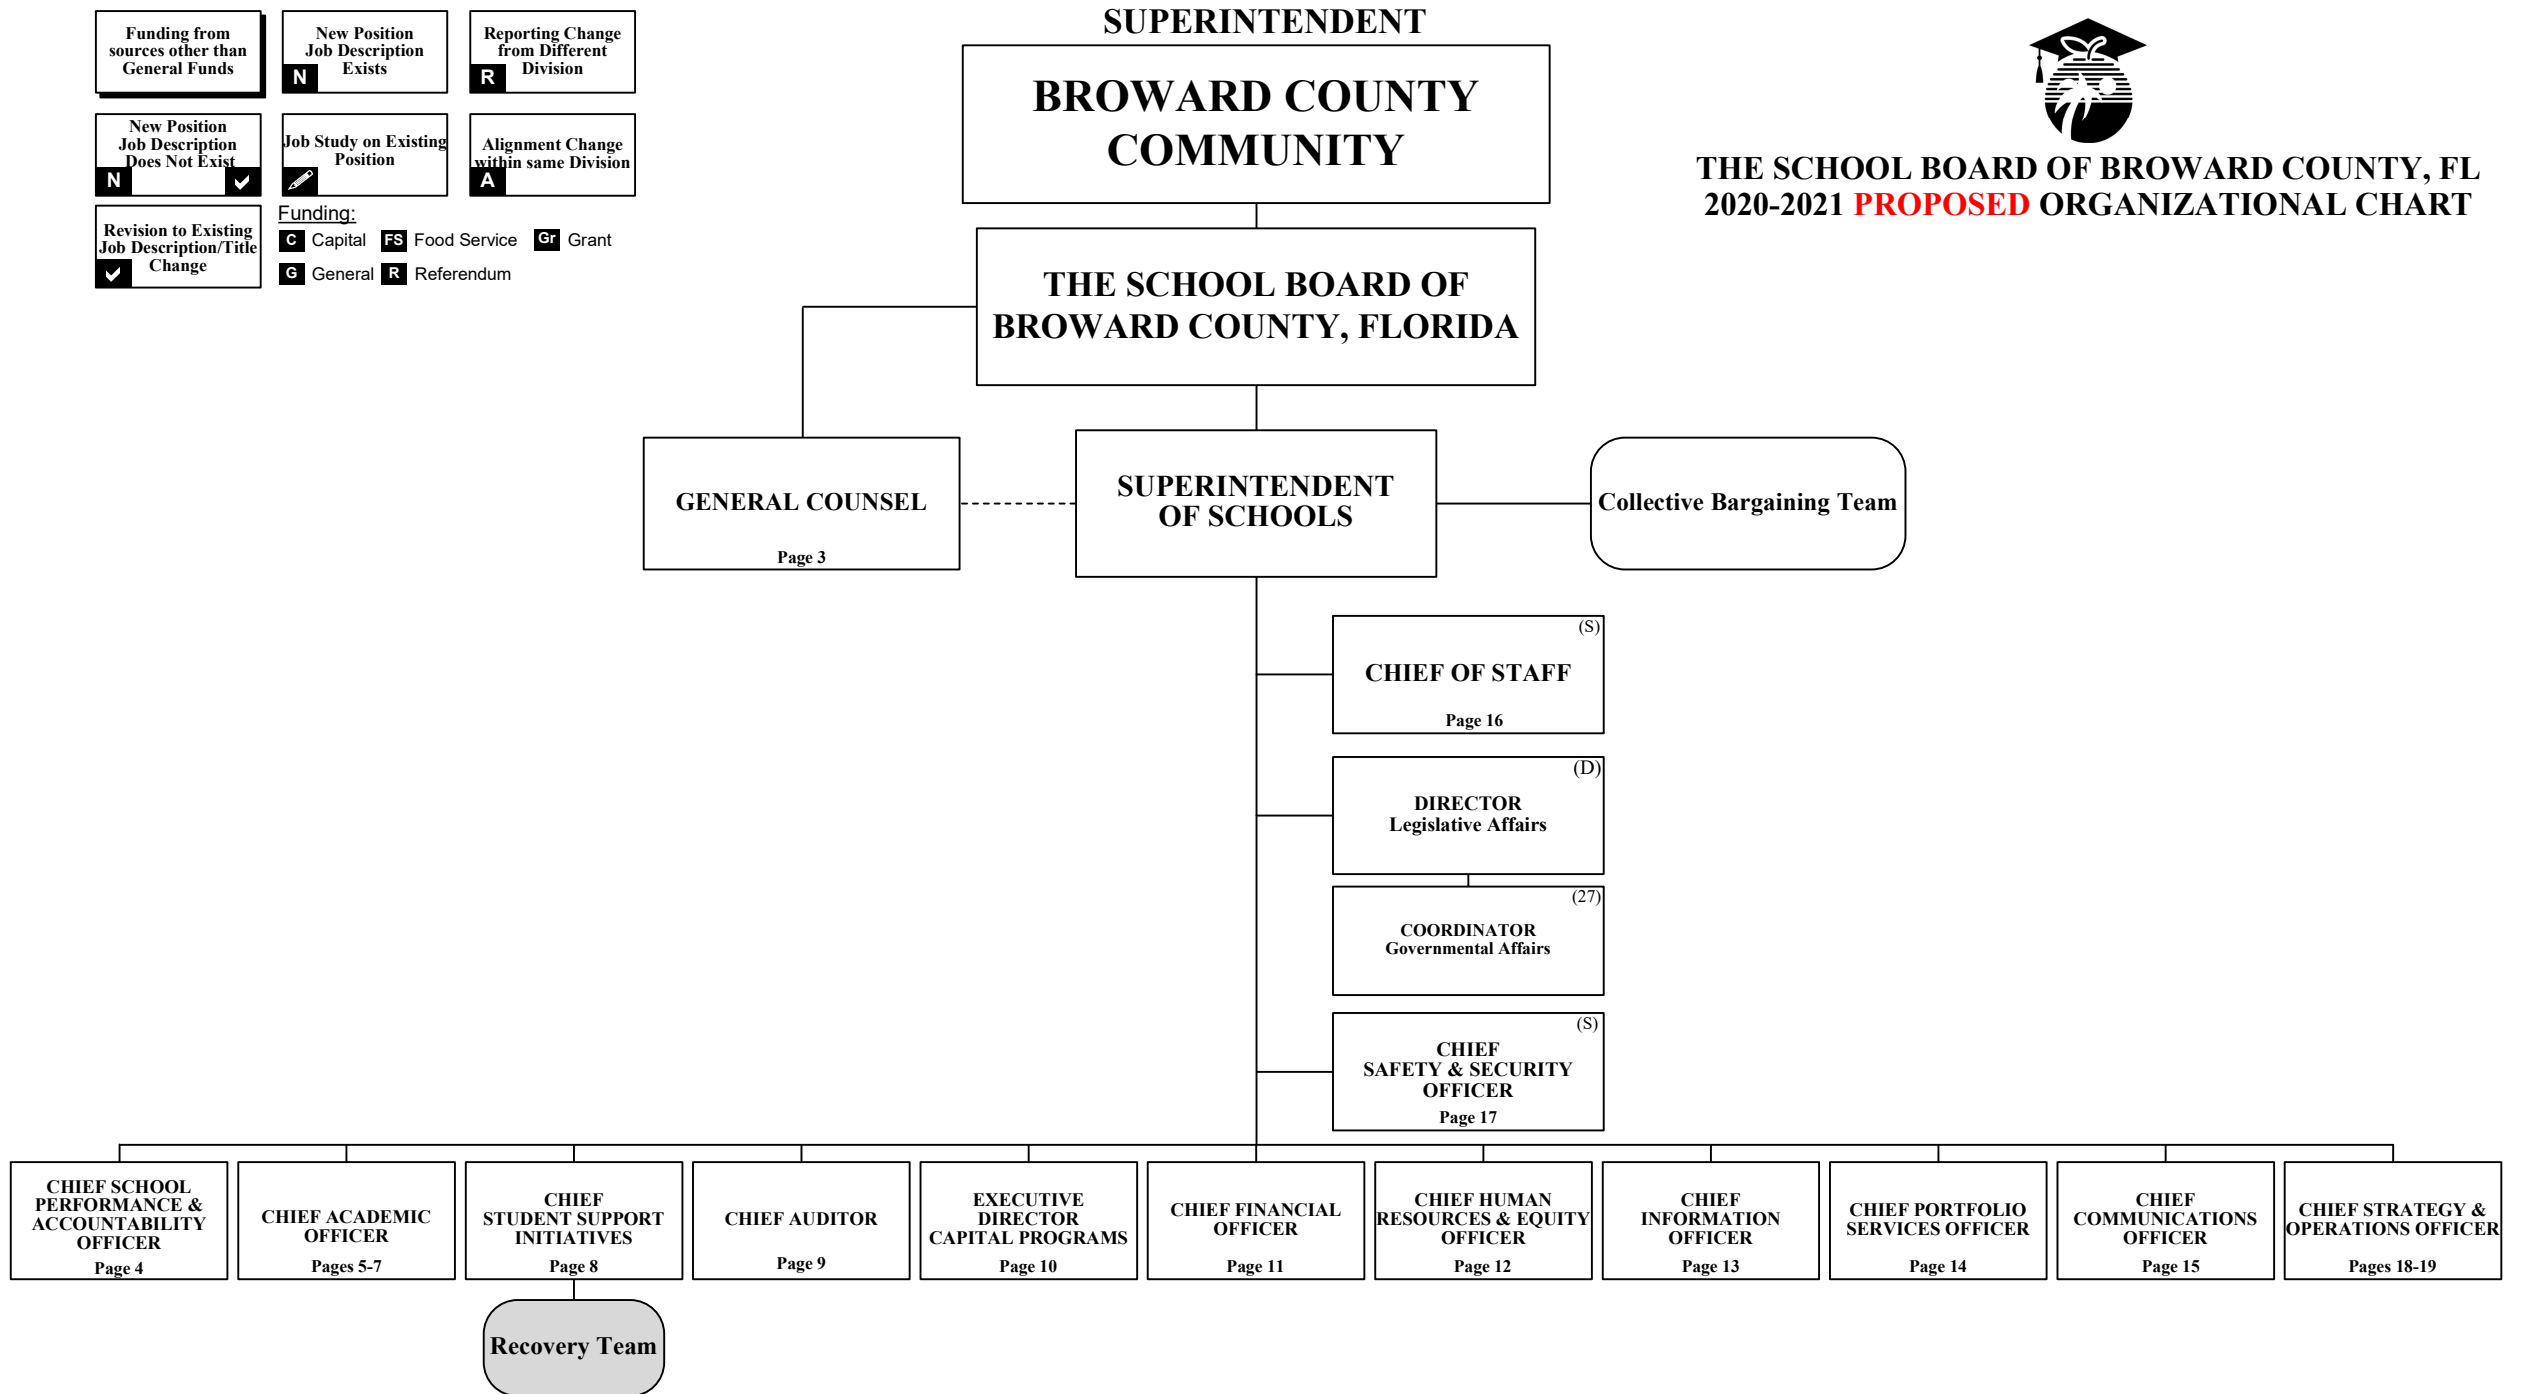 Funding from
sources other than
General Funds
New Position
Job Description
Exists
N
Reporting Change
from Different
Division
R
New Position
Job Description
Does Not Exist
N
Job Study on Existing
Position
Alignment Change
within same Division
A
Revision to Existing
Job Description/Title
Change
Funding:
C Capital FS Food Service Gr Grant
G General R Referendum
SUPERINTENDENT
BROWARD COUNTY
COMMUNITY
THE SCHOOL BOARD OF BROWARD COUNTY, FL
2020-2021 PROPOSED ORGANIZATIONAL CHART
THE SCHOOL BOARD OF
BROWARD COUNTY, FLORIDA
GENERAL COUNSEL
Page 3
SUPERINTENDENT
OF SCHOOLS
Collective Bargaining Team
(S)
CHIEF OF STAFF
Page 16
(D)
DIRECTOR
Legislative Affairs
(27)
COORDINATOR
Governmental Affairs
(S)
CHIEF
SAFETY & SECURITY
OFFICER
Page 17
CHIEF SCHOOL
PERFORMANCE &
ACCOUNTABILITY
OFFICER
Page 4
CHIEF ACADEMIC
OFFICER
Pages 5-7
CHIEF
STUDENT SUPPORT
INITIATIVES
Page 8
CHIEF AUDITOR
Page 9
EXECUTIVE
DIRECTOR
CAPITAL PROGRAMS
Page 10
CHIEF FINANCIAL
OFFICER
Page 11
CHIEF HUMAN
RESOURCES & EQUITY
OFFICER
Page 12
CHIEF
INFORMATION
OFFICER
Page 13
CHIEF PORTFOLIO
SERVICES OFFICER
Page 14
CHIEF
COMMUNICATIONS
OFFICER
Page 15
CHIEF STRATEGY &
OPERATIONS OFFICER
Pages 18-19
Recovery Team